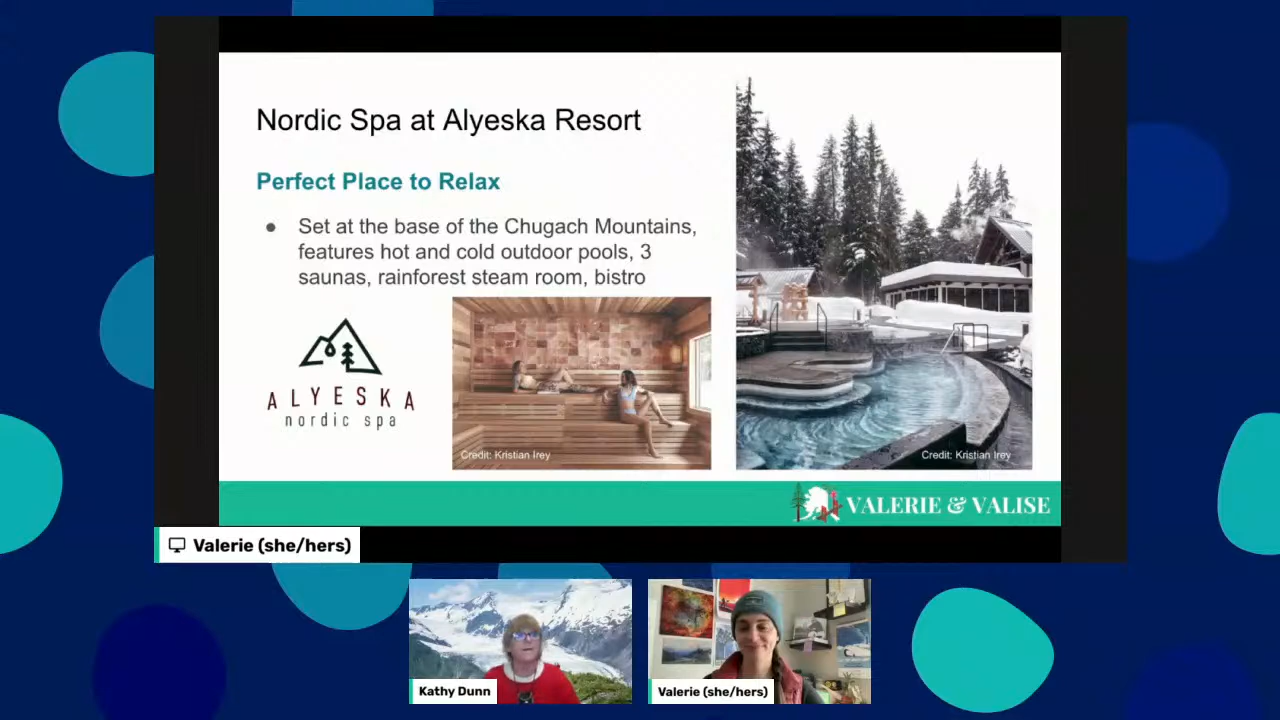 Nordic Spa at Alyeska Resort
Perfect Place to Relax
● Set at the base of the Chugach Mountains,
features hot and cold outdoor pools, 3
saunas, rainforest steam room, bistro
ALYESKA
nordic spa
Credit: Kristian Irey
Credit: Kristian Irey
VALERIE & VALISE
Valerie (she/hers)
Kathy Dunn
Valerie (she/hers)